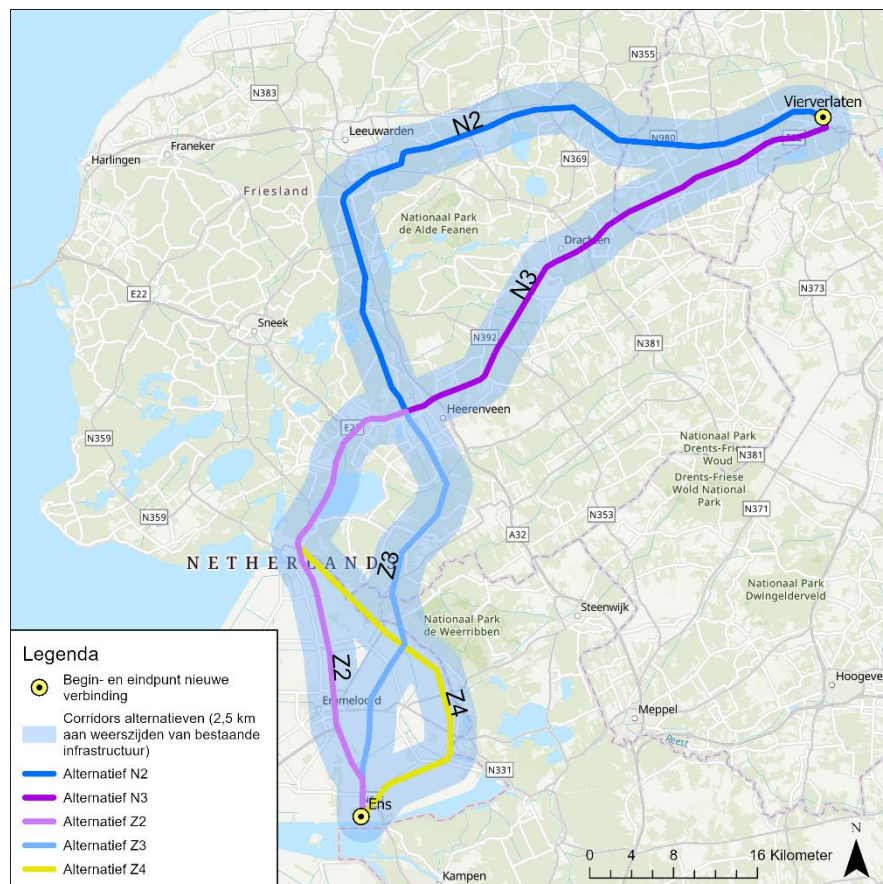 N355
Vierverlaten
N383
Leeuwarden
N2
N980
Franeker
Harlingen
N369
Friesland
Nationaal Park
de Alde Feanen
Drachten
N3
E22
N373
Sneek
N392
N381
Heerenveen
N359
Nationaal Park
Drents-Friese
Woud
N381
Drents-Friese
Wold National
Park
N371
N359
N353
A32
NETHERLAND
Z3
Nationaal Park
Dwingelderveld
Steenwijk
Nationaal Park
de Weerribben
Z2
Emmeloord
Z4
Hoogeve
Meppel
Reest
N331
Ens
Kampen
Legenda
Begin- en eindpunt nieuwe
verbinding
Corridors alternatieven (2,5 km
aan weerszijden van bestaande
infrastructuur)
Alternatief N2
Alternatief N3
Alternatief Z2
Alternatief Z3
Alternatief Z4
0 4 8 16 Kilometer
N